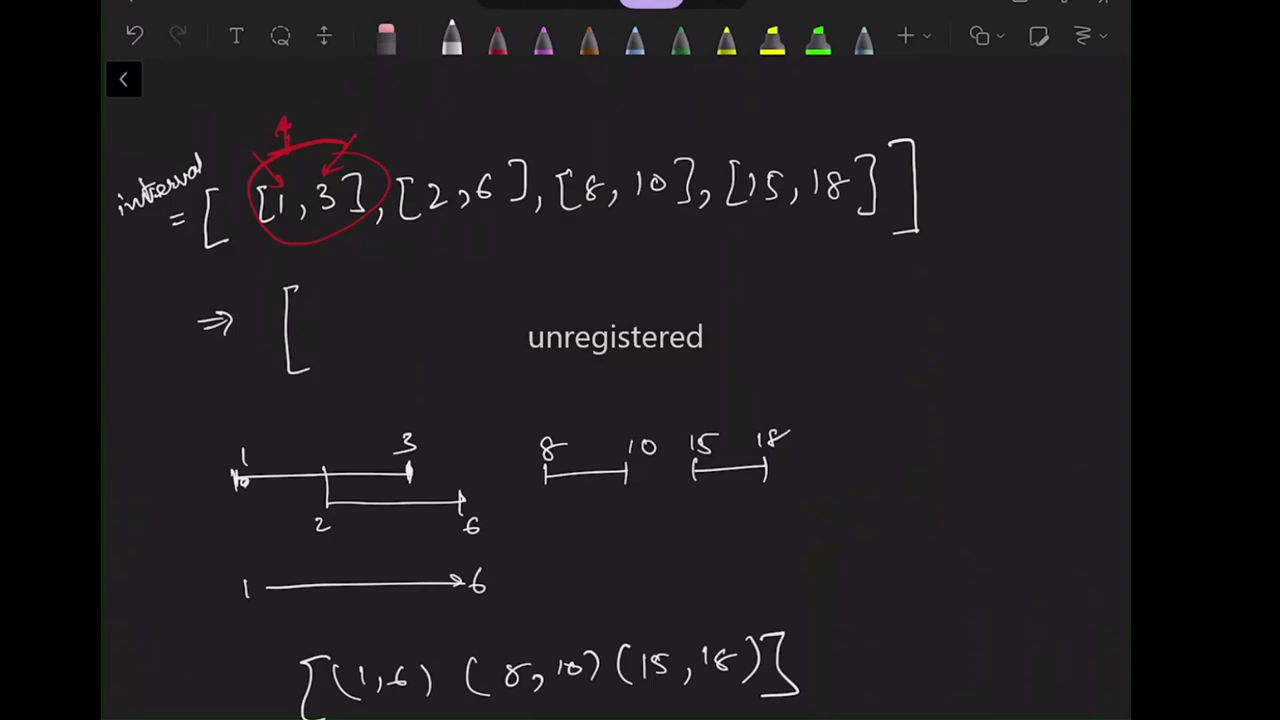 interval
= [ [1, 3], [2, 6], [8, 10], [15, 18] ]
⇒ [
unregistered
1 3 8 10 15 18
2 6
1 6
[(1, 6) (8, 10) (15, 18)]